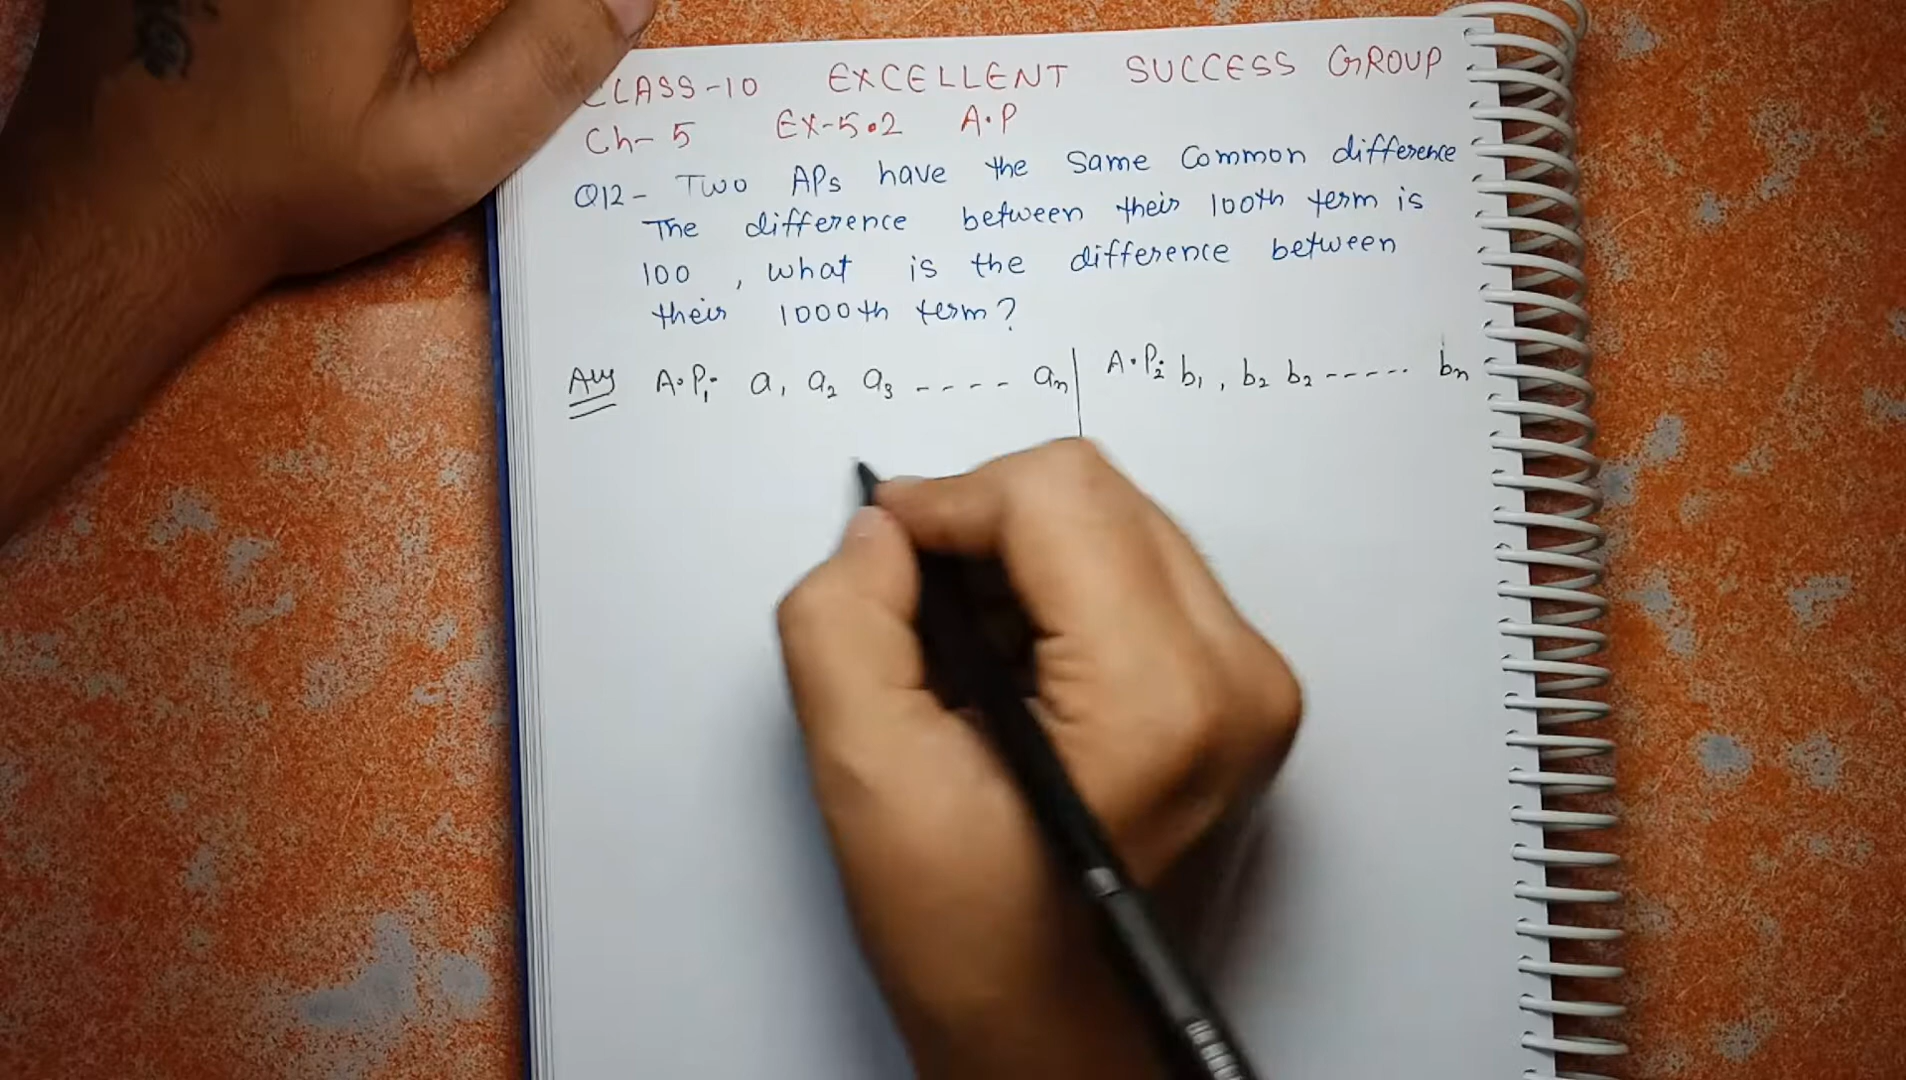 CLASS-10 EXCELLENT SUCCESS GROUP
Ch-5 EX-5.2 A.P
Q12- Two APs have the same common difference
The difference between their 100th term is
100 , what is the difference between
their 1000th term?
Ans A.P₁:- a, a₂ a₃ ---- aₙ | A.P₂: b₁, b₂ b₂ ----- bₙ